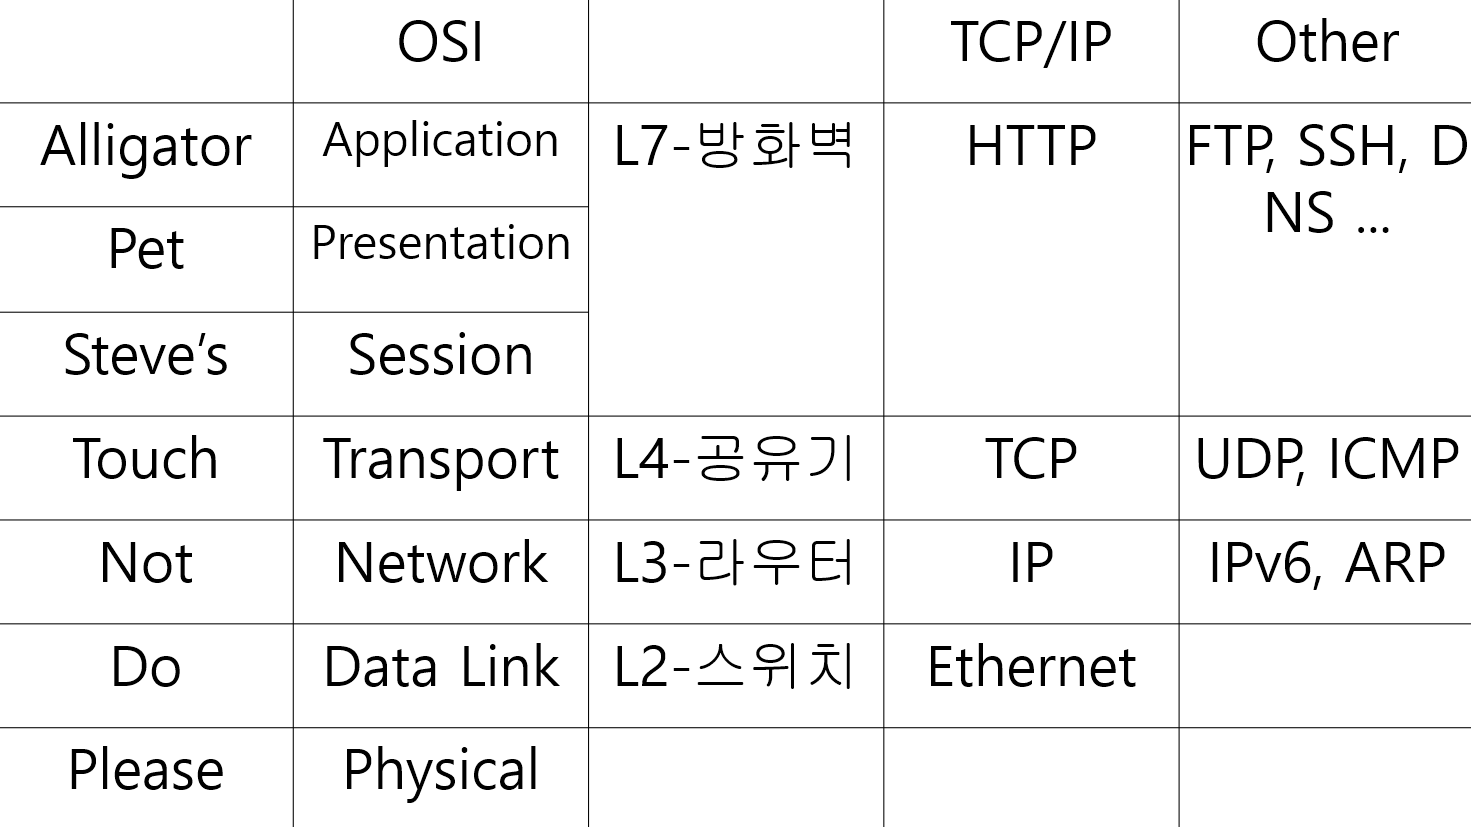 OSI TCP/IP Other
Alligator Application L7-방화벽 HTTP FTP, SSH, D
NS ...
Pet Presentation
Steve’s Session
Touch Transport L4-공유기 TCP UDP, ICMP
Not Network L3-라우터 IP IPv6, ARP
Do Data Link L2-스위치 Ethernet
Please Physical